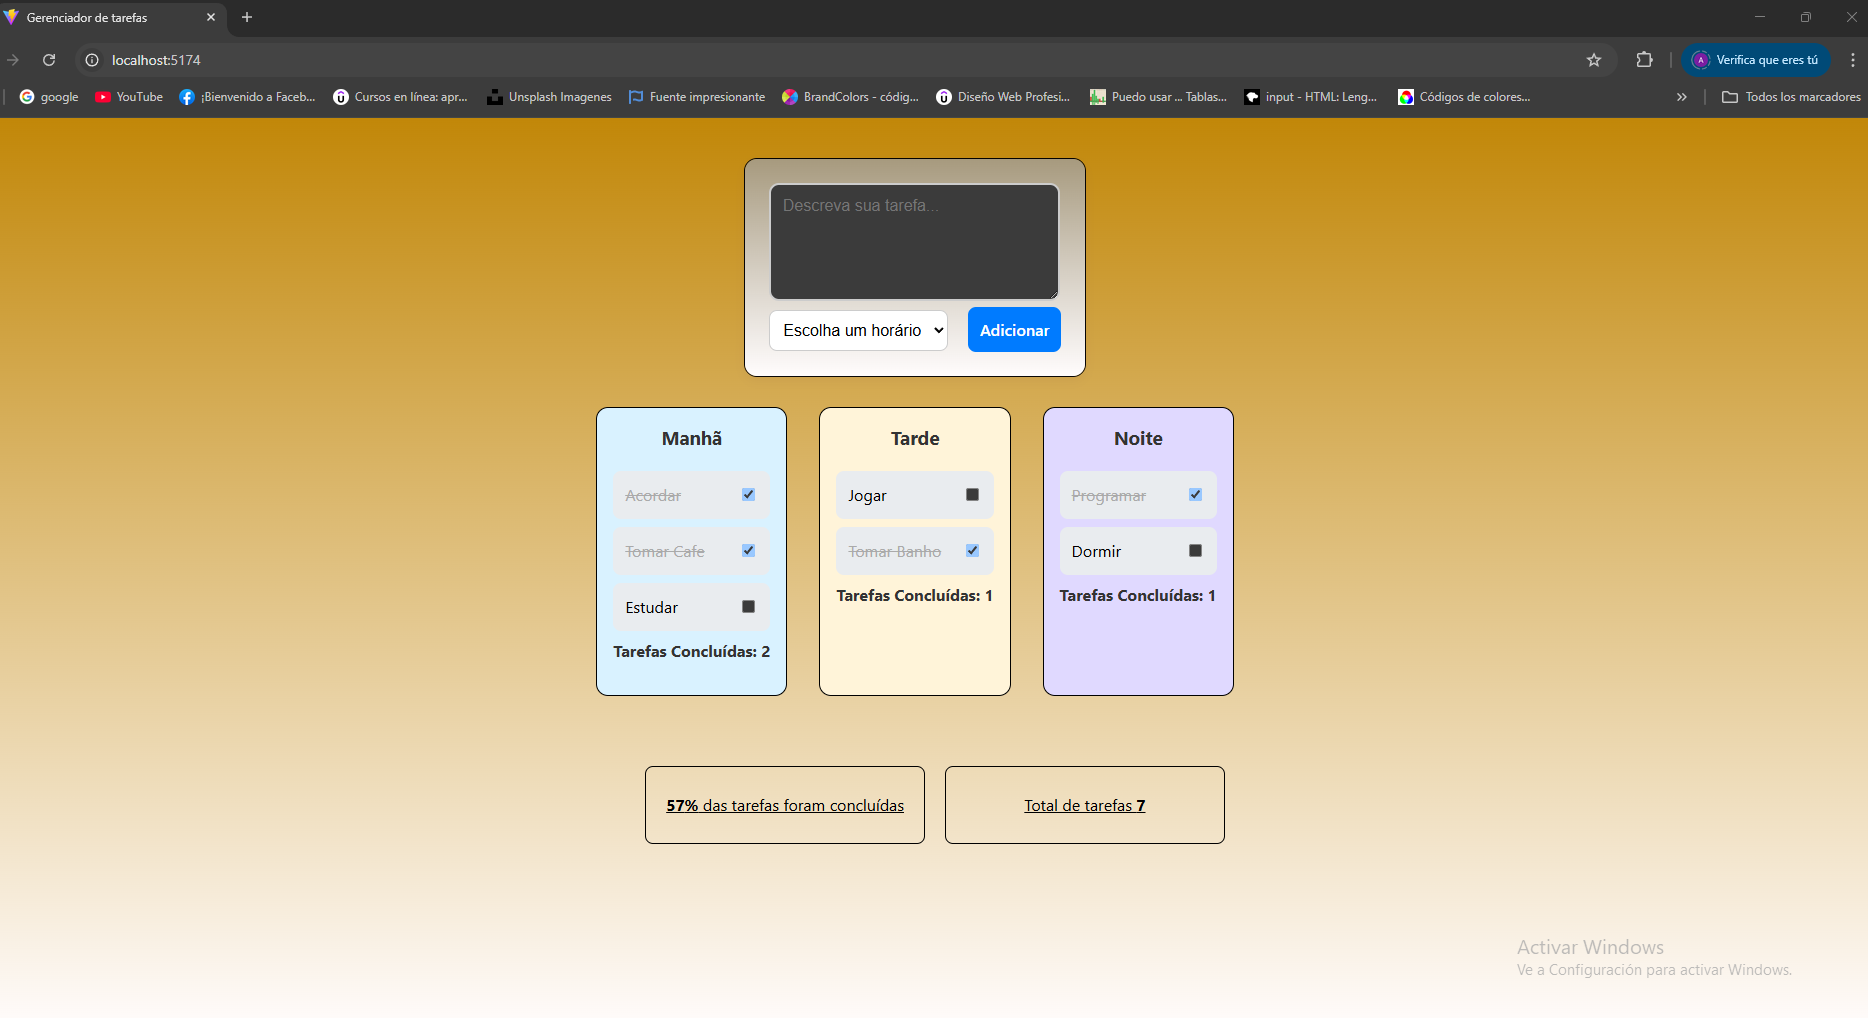 Gerenciador de tarefas
localhost:5174
Verifica que eres tú
A
google
YouTube
¡Bienvenido a Faceb...
Cursos en línea: apr...
Unsplash Imagenes
Fuente impresionante
BrandColors - códig...
Diseño Web Profesi...
Puedo usar ... Tablas...
input - HTML: Leng...
Códigos de colores...
Todos los marcadores
Descreva sua tarefa...
Escolha um horário
Adicionar
Manhã
Acordar
Tomar Cafe
Estudar
Tarefas Concluídas: 2
Tarde
Jogar
Tomar Banho
Tarefas Concluídas: 1
Noite
Programar
Dormir
Tarefas Concluídas: 1
57% das tarefas foram concluídas
Total de tarefas 7
Activar Windows
Ve a Configuración para activar Windows.